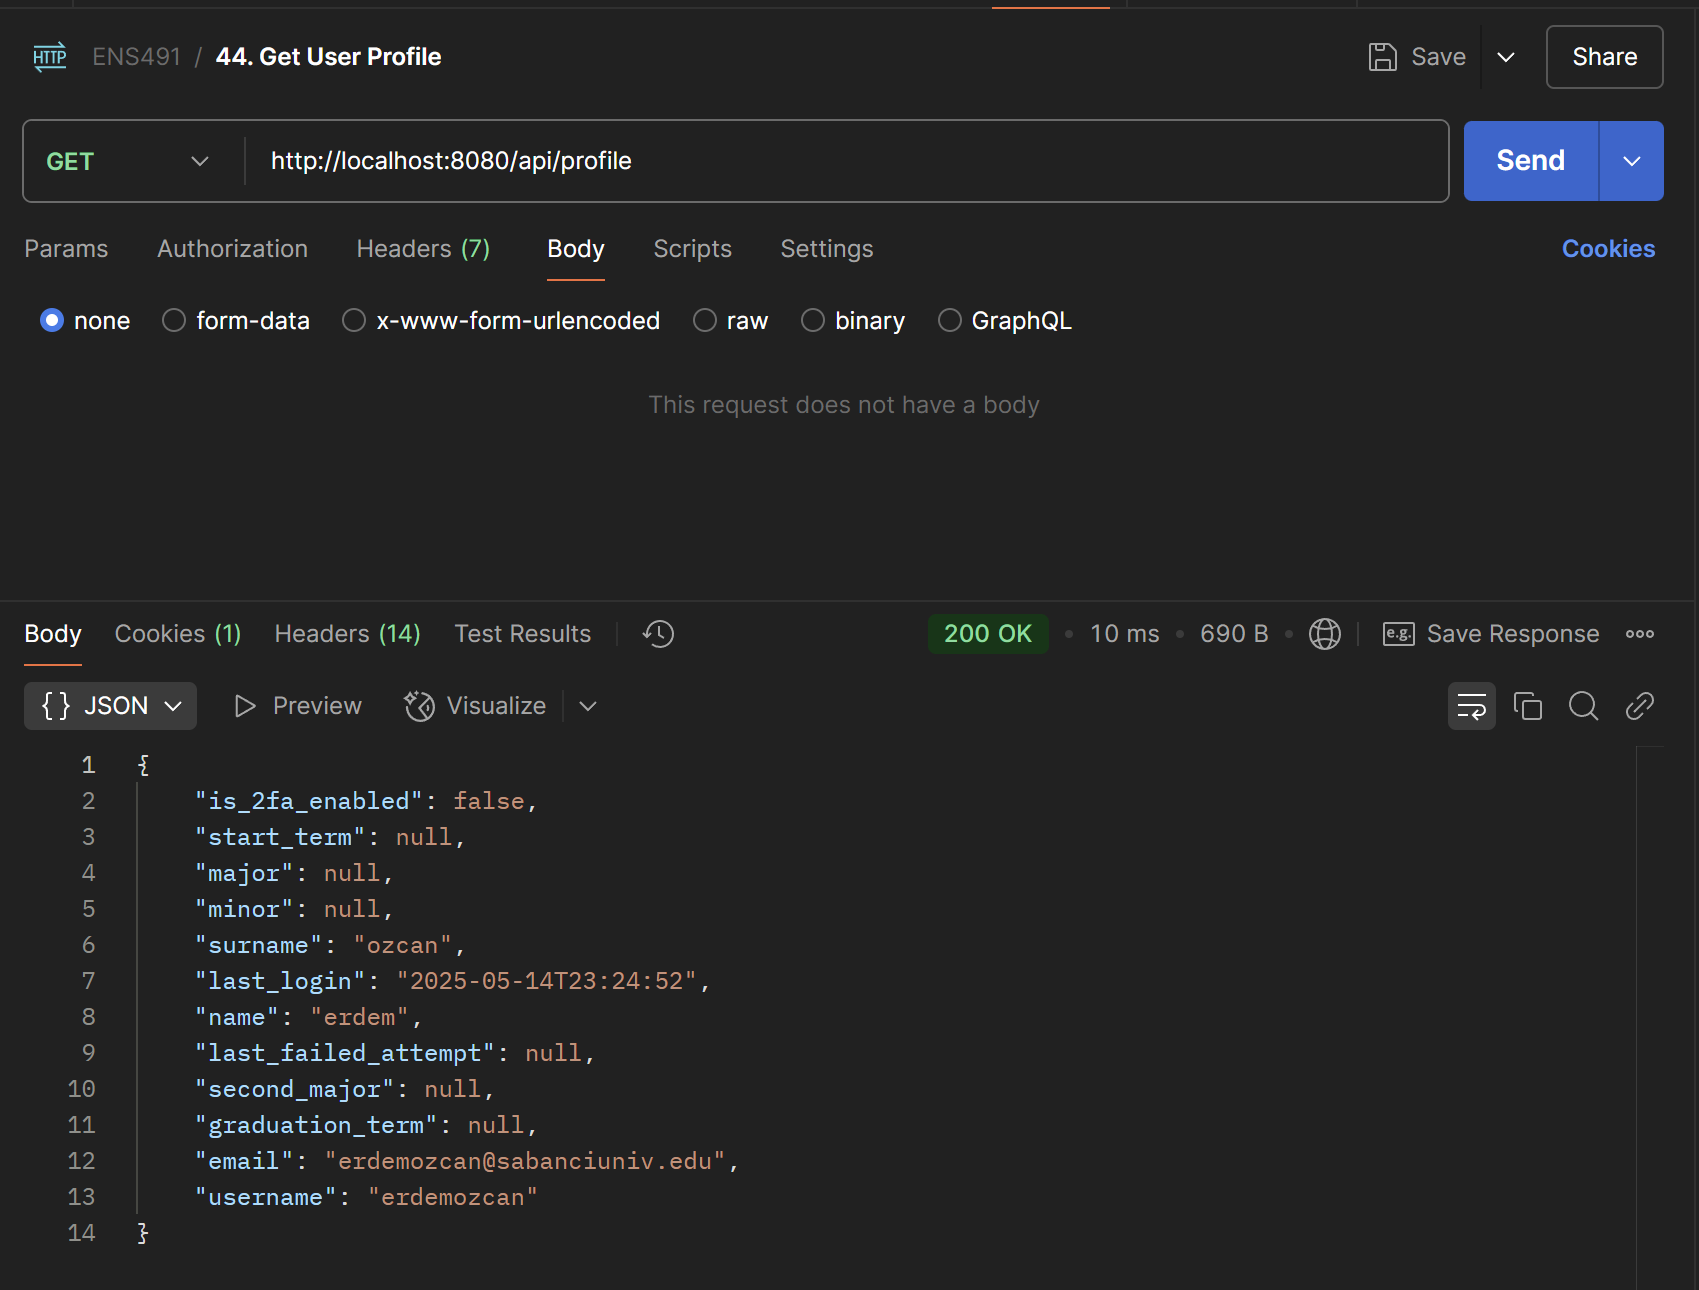 HTTP ENS491 / 44. Get User Profile Save Share
GET http://localhost:8080/api/profile Send
Params Authorization Headers (7) Body Scripts Settings Cookies
none form-data x-www-form-urlencoded raw binary GraphQL
This request does not have a body
Body Cookies (1) Headers (14) Test Results 200 OK • 10 ms • 690 B • e.g. Save Response
{} JSON Preview Visualize
1 {
2 "is_2fa_enabled": false,
3 "start_term": null,
4 "major": null,
5 "minor": null,
6 "surname": "ozcan",
7 "last_login": "2025-05-14T23:24:52",
8 "name": "erdem",
9 "last_failed_attempt": null,
10 "second_major": null,
11 "graduation_term": null,
12 "email": "erdemozcan@sabanciuniv.edu",
13 "username": "erdemozcan"
14 }